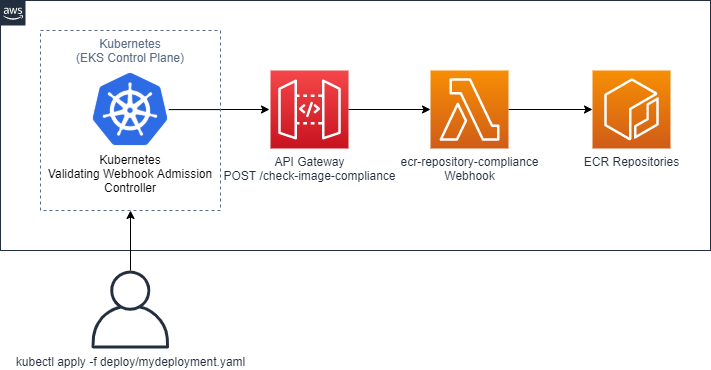 aws
Kubernetes
(EKS Control Plane)
Kubernetes
Validating Webhook Admission
Controller
API Gateway
POST /check-image-compliance
ecr-repository-compliance
Webhook
ECR Repositories
kubectl apply -f deploy/mydeployment.yaml